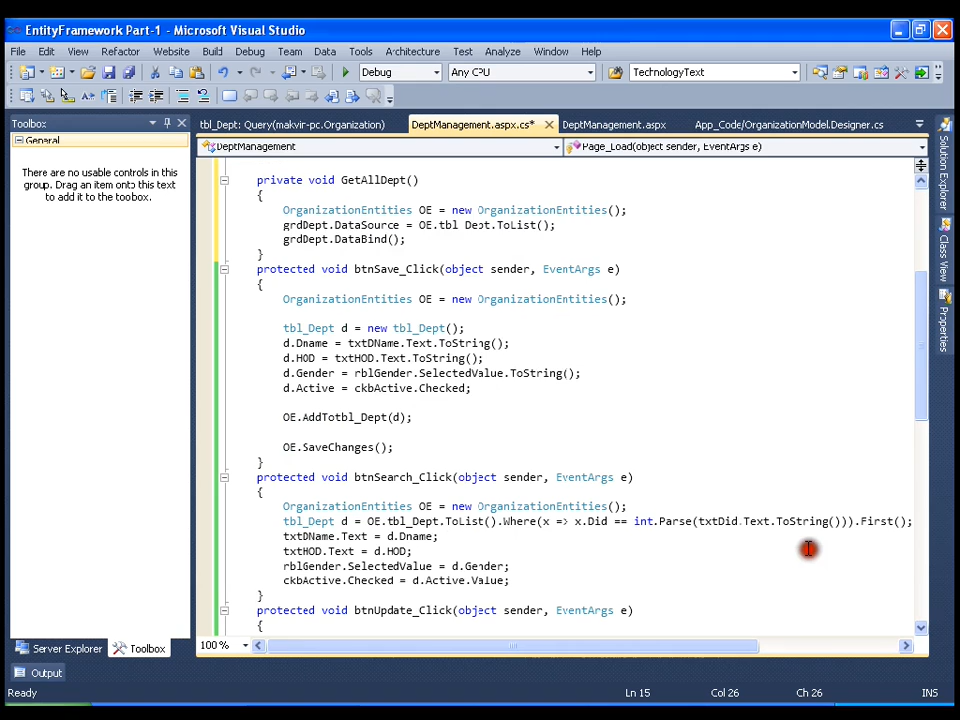 EntityFramework Part-1 - Microsoft Visual Studio
File Edit View Refactor Website Build Debug Team Data Tools Architecture Test Analyze Window Help
Debug Any CPU TechnologyText
Toolbox
tbl_Dept: Query(makvir-pc.Organization) DeptManagement.aspx.cs* DeptManagement.aspx App_Code/OrganizationModel.Designer.cs
General
DeptManagement Page_Load(object sender, EventArgs e)
There are no usable controls in this
group. Drag an item onto this text
to add it to the toolbox.
private void GetAllDept()
{
OrganizationEntities OE = new OrganizationEntities();
grdDept.DataSource = OE.tbl_Dept.ToList();
grdDept.DataBind();
}
protected void btnSave_Click(object sender, EventArgs e)
{
OrganizationEntities OE = new OrganizationEntities();
tbl_Dept d = new tbl_Dept();
d.Dname = txtDName.Text.ToString();
d.HOD = txtHOD.Text.ToString();
d.Gender = rblGender.SelectedValue.ToString();
d.Active = ckbActive.Checked;
OE.AddTotbl_Dept(d);
OE.SaveChanges();
}
protected void btnSearch_Click(object sender, EventArgs e)
{
OrganizationEntities OE = new OrganizationEntities();
tbl_Dept d = OE.tbl_Dept.ToList().Where(x => x.Did == int.Parse(txtDid.Text.ToString())).First();
txtDName.Text = d.Dname;
txtHOD.Text = d.HOD;
rblGender.SelectedValue = d.Gender;
ckbActive.Checked = d.Active.Value;
}
protected void btnUpdate_Click(object sender, EventArgs e)
{
100 %
Solution Explorer
Class View
Properties
Server Explorer Toolbox
Output
Ready Ln 15 Col 26 Ch 26 INS